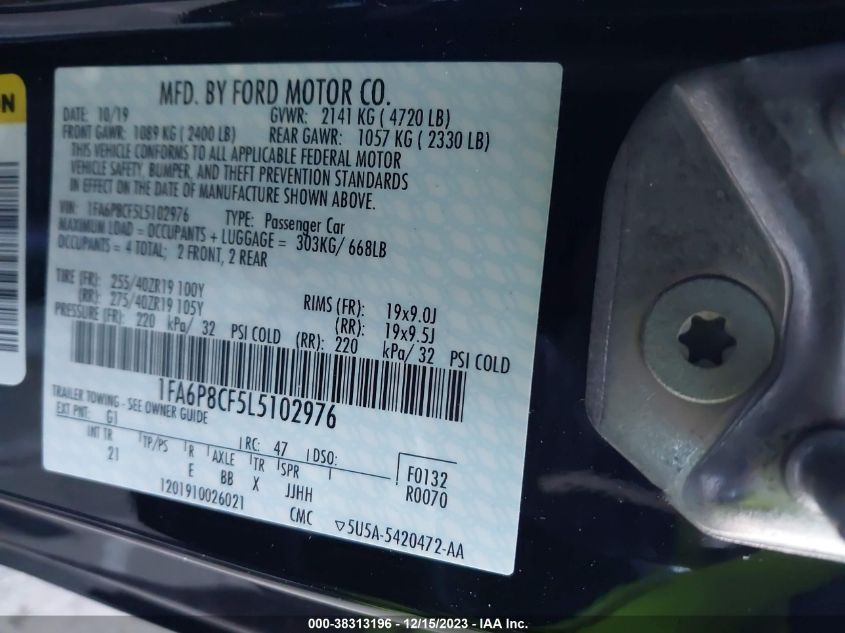 ON
MFD. BY FORD MOTOR CO.
DATE: 10/19 GVWR: 2141 KG ( 4720 LB)
FRONT GAWR: 1089 KG ( 2400 LB) REAR GAWR: 1057 KG ( 2330 LB)
THIS VEHICLE CONFORMS TO ALL APPLICABLE FEDERAL MOTOR
VEHICLE SAFETY, BUMPER, AND THEFT PREVENTION STANDARDS
IN EFFECT ON THE DATE OF MANUFACTURE SHOWN ABOVE.
VIN: 1FA6P8CF5L5102976 TYPE: Passenger Car
MAXIMUM LOAD = OCCUPANTS + LUGGAGE = 303KG/ 668LB
OCCUPANTS = 4 TOTAL; 2 FRONT, 2 REAR
TIRE (FR): 255/40ZR19 100Y RIMS (FR): 19x9.0J
(RR): 275/40ZR19 105Y (RR): 19x9.5J
PRESSURE (FR): 220 kPa/ 32 PSI COLD (RR): 220 kPa/ 32 PSI COLD
1FA6P8CF5L5102976
TRAILER TOWING - SEE OWNER GUIDE
EXT PNT: G1 RC: 47 DSO: F0132
INT TR TP/PS R AXLE TR SPR R0070
21 E BB X JJHH
1201910026021 CMC ▽5U5A-5420472-AA
000-38313196 - 12/15/2023 - IAA Inc.